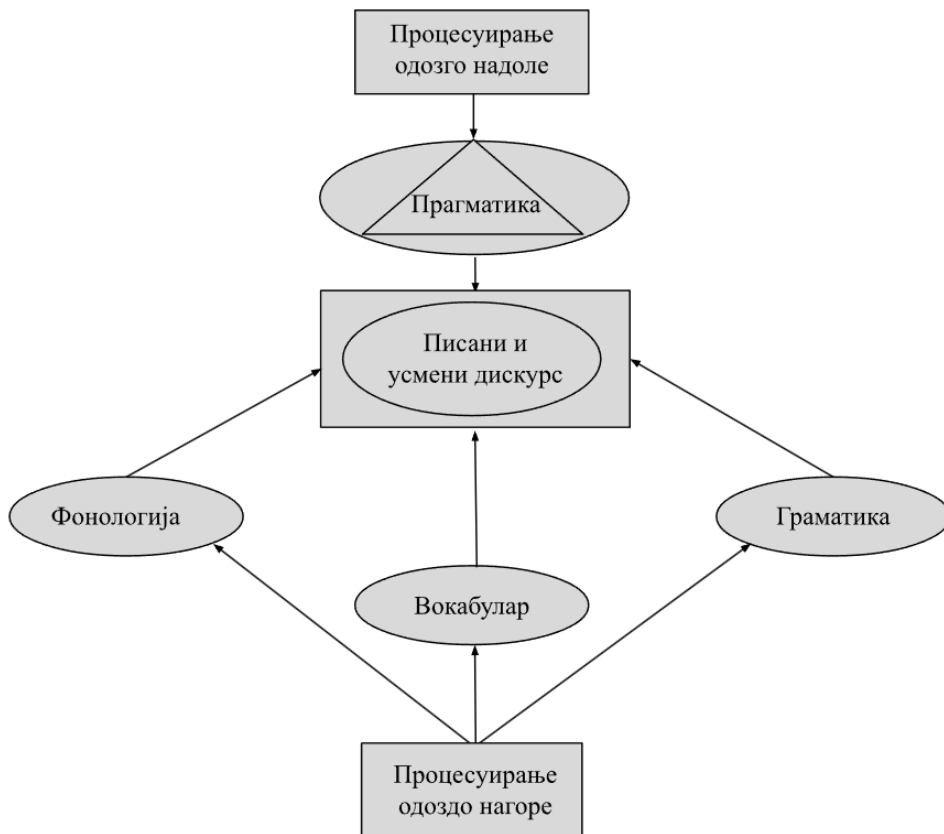 Процесуирање
одозго надоле
Прагматика
Писани и
усмени дискурс
Фонологија
Граматика
Вокабулар
Процесуирање
одоздо нагоре